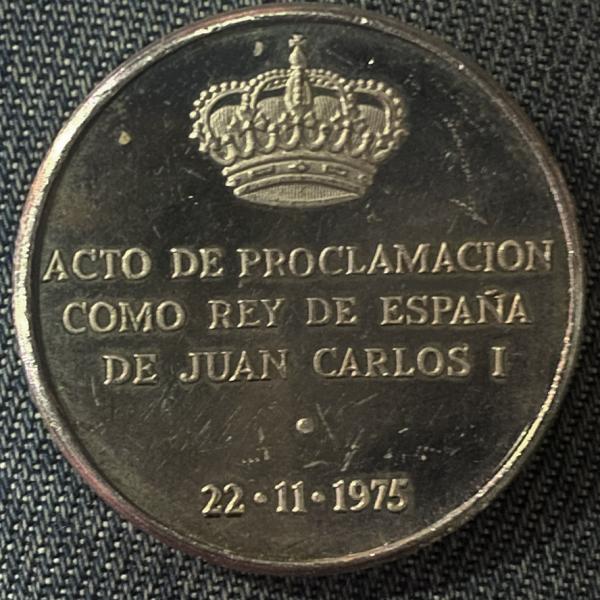 ACTO DE PROCLAMACION
COMO REY DE ESPAÑA
DE JUAN CARLOS I
22·11·1975